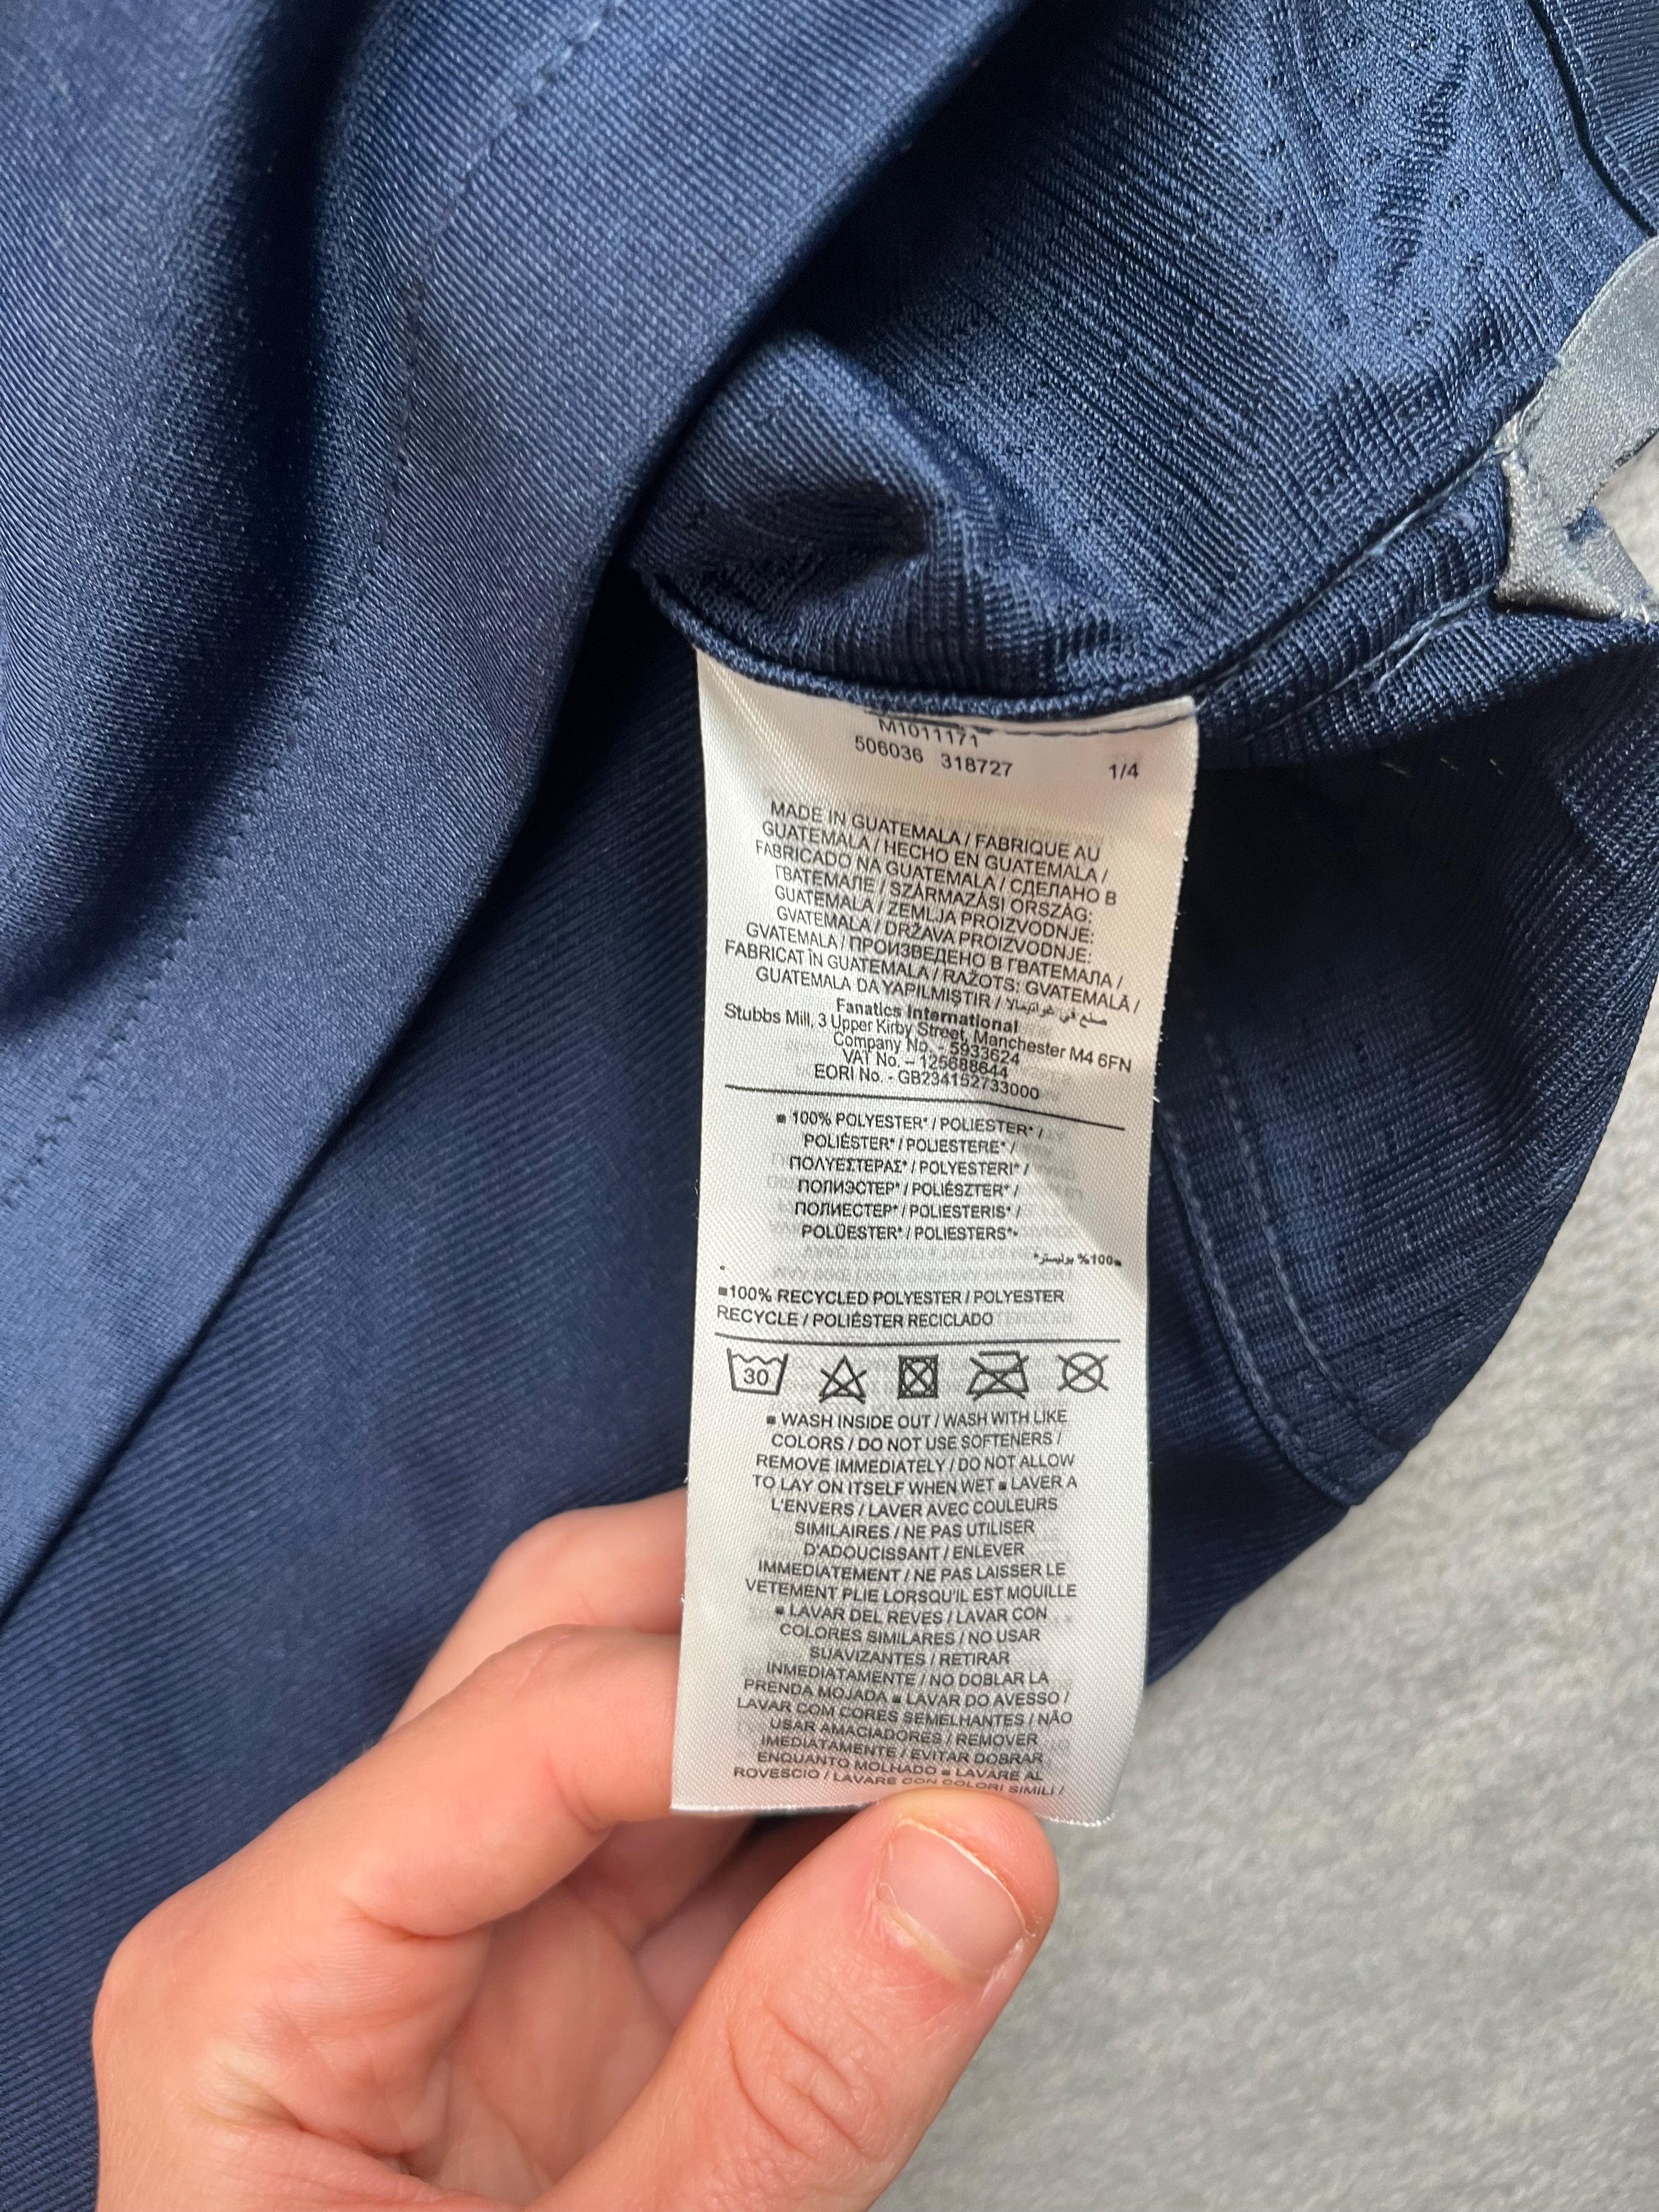 M1011171
506036 318727 1/4
MADE IN GUATEMALA / FABRIQUE AU
GUATEMALA / HECHO EN GUATEMALA /
FABRICADO NA GUATEMALA / СДЕЛАНО В
ГВАТЕМАЛЕ / SZÁRMAZÁSI ORSZÁG:
GUATEMALA / ZEMLJA PROIZVODNJE:
GVATEMALA / DRŽAVA PROIZVODNJE:
GVATEMALA / ПРОИЗВЕДЕНО В ГВАТЕМАЛА /
FABRICAT ÎN GUATEMALA / RAŽOTS: GVATEMALĀ /
GUATEMALA DA YAPILMIŞTIR / صنع في غواتيمالا
Fanatics International
Stubbs Mill, 3 Upper Kirby Street, Manchester M4 6FN
Company No. - 5933624
VAT No. – 125688644
EORI No. - GB234152733000
■ 100% POLYESTER* / POLIESTER* /
POLIÉSTER* / POLIESTERE* /
ΠΟΛΥΕΣΤΕΡΑΣ* / POLYESTERI* /
ПОЛИЭСТЕР* / POLIÉSZTER* /
ПОЛИЕСТЕР* / POLIESTERIS* /
POLÜESTER* / POLIESTERS*▪
■100% بوليستر*
■100% RECYCLED POLYESTER / POLYESTER
RECYCLE / POLIÉSTER RECICLADO
30
■ WASH INSIDE OUT / WASH WITH LIKE
COLORS / DO NOT USE SOFTENERS /
REMOVE IMMEDIATELY / DO NOT ALLOW
TO LAY ON ITSELF WHEN WET ■ LAVER A
L'ENVERS / LAVER AVEC COULEURS
SIMILAIRES / NE PAS UTILISER
D'ADOUCISSANT / ENLEVER
IMMEDIATEMENT / NE PAS LAISSER LE
VETEMENT PLIE LORSQU'IL EST MOUILLE
■ LAVAR DEL REVES / LAVAR CON
COLORES SIMILARES / NO USAR
SUAVIZANTES / RETIRAR
INMEDIATAMENTE / NO DOBLAR LA
PRENDA MOJADA ■ LAVAR DO AVESSO /
LAVAR COM CORES SEMELHANTES / NÃO
USAR AMACIADORES / REMOVER
IMEDIATAMENTE / EVITAR DOBRAR
ENQUANTO MOLHADO ■ LAVARE AL
ROVESCIO / LAVARE CON COLORI SIMILI /